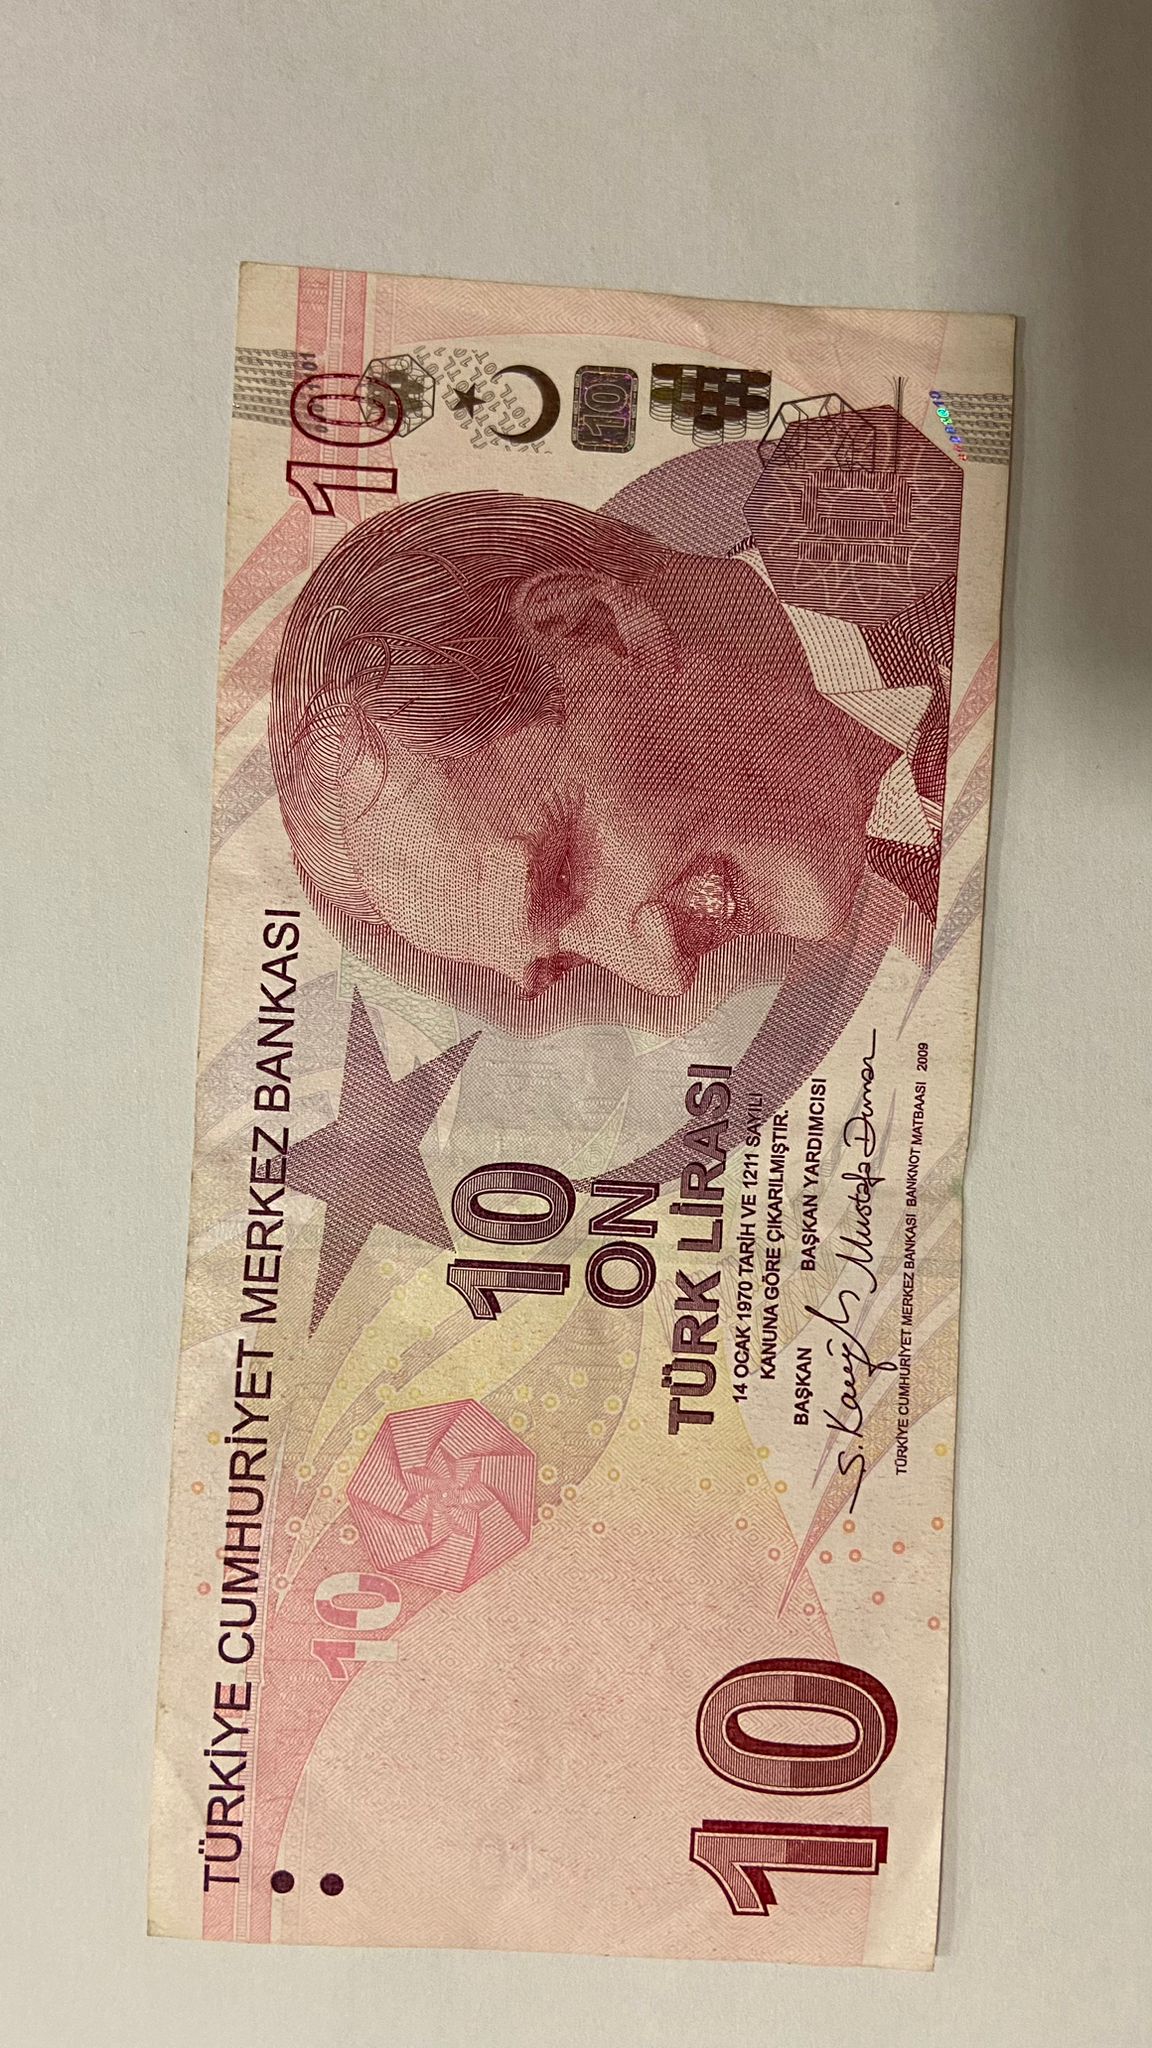 TÜRKİYE CUMHURİYET MERKEZ BANKASI
10
10
10
ON
TÜRK LİRASI
14 OCAK 1970 TARİH VE 1211 SAYILI
KANUNA GÖRE ÇIKARILMIŞTIR.
BAŞKAN BAŞKAN YARDIMCISI
Mustafa
10
TÜRKİYE CUMHURİYET MERKEZ BANKASI BANKNOT MATBAASI 2009
10